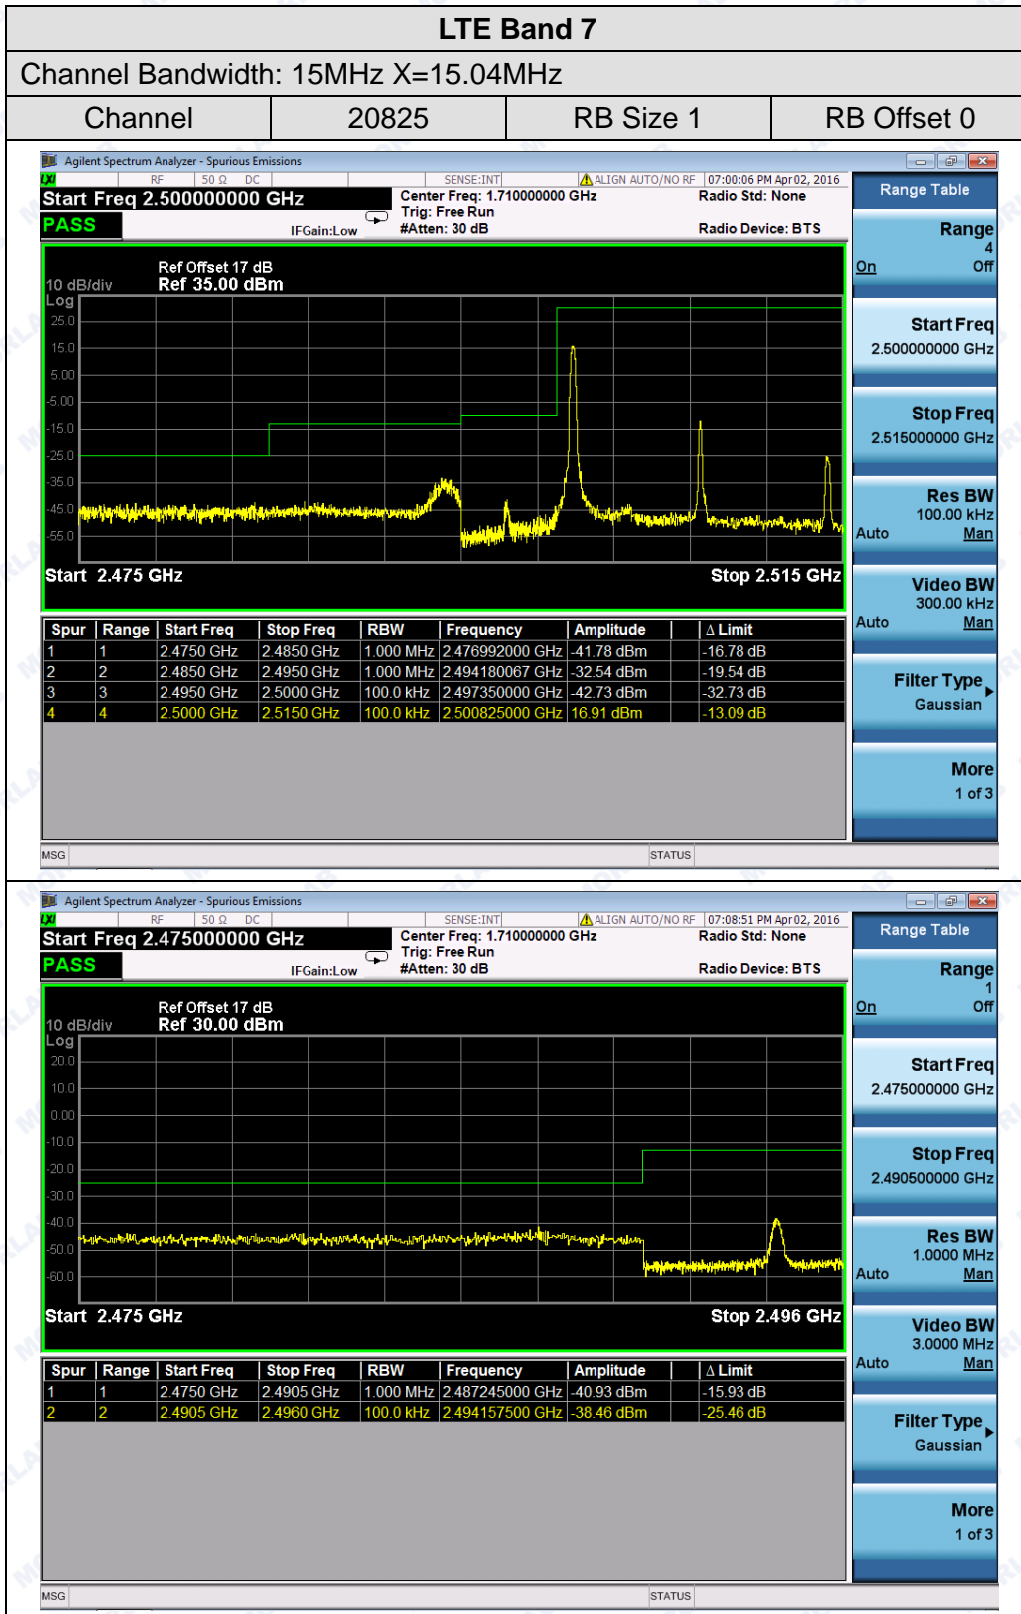 LTE Band 7
Channel Bandwidth: 15MHz X=15.04MHz
Channel 20825 RB Size 1 RB Offset 0
Agilent Spectrum Analyzer - Spurious Emissions
LXI RF 50 Ω DC SENSE:INT ALIGN AUTO/NO RF 07:00:06 PM Apr 02, 2016
Start Freq 2.500000000 GHz
Center Freq: 1.710000000 GHz
Radio Std: None
Trig: Free Run
PASS
IFGain:Low
#Atten: 30 dB
Radio Device: BTS
Ref Offset 17 dB
10 dB/div Ref 35.00 dBm
Log
25.0
15.0
5.00
-5.00
-15.0
-25.0
-35.0
-45.0
-55.0
Start 2.475 GHz Stop 2.515 GHz
Spur Range Start Freq Stop Freq RBW Frequency Amplitude Δ Limit
1 1 2.4750 GHz 2.4850 GHz 1.000 MHz 2.476992000 GHz -41.78 dBm -16.78 dB
2 2 2.4850 GHz 2.4950 GHz 1.000 MHz 2.494180067 GHz -32.54 dBm -19.54 dB
3 3 2.4950 GHz 2.5000 GHz 100.0 kHz 2.497350000 GHz -42.73 dBm -32.73 dB
4 4 2.5000 GHz 2.5150 GHz 100.0 kHz 2.500825000 GHz 16.91 dBm -13.09 dB
MSG STATUS
Range Table
Range
4
On Off
Start Freq
2.500000000 GHz
Stop Freq
2.515000000 GHz
Res BW
100.00 kHz
Auto Man
Video BW
300.00 kHz
Auto Man
Filter Type
Gaussian
More
1 of 3
Agilent Spectrum Analyzer - Spurious Emissions
LXI RF 50 Ω DC SENSE:INT ALIGN AUTO/NO RF 07:08:51 PM Apr 02, 2016
Start Freq 2.475000000 GHz
Center Freq: 1.710000000 GHz
Radio Std: None
Trig: Free Run
PASS
IFGain:Low
#Atten: 30 dB
Radio Device: BTS
Ref Offset 17 dB
10 dB/div Ref 30.00 dBm
Log
20.0
10.0
0.00
-10.0
-20.0
-30.0
-40.0
-50.0
-60.0
Start 2.475 GHz Stop 2.496 GHz
Spur Range Start Freq Stop Freq RBW Frequency Amplitude Δ Limit
1 1 2.4750 GHz 2.4905 GHz 1.000 MHz 2.487245000 GHz -40.93 dBm -15.93 dB
2 2 2.4905 GHz 2.4960 GHz 100.0 kHz 2.494157500 GHz -38.46 dBm -25.46 dB
MSG STATUS
Range Table
Range
1
On Off
Start Freq
2.475000000 GHz
Stop Freq
2.490500000 GHz
Res BW
1.0000 MHz
Auto Man
Video BW
3.0000 MHz
Auto Man
Filter Type
Gaussian
More
1 of 3